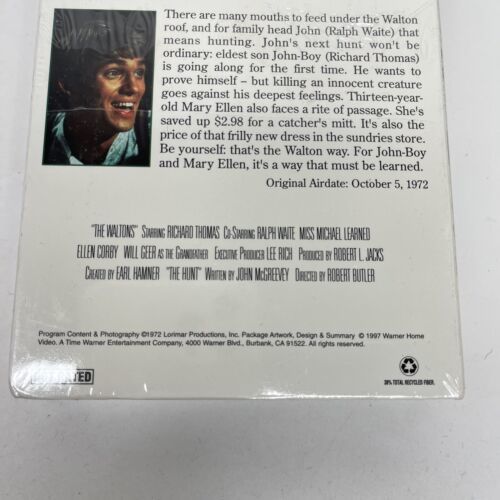 There are many mouths to feed under the Walton
roof, and for family head John (Ralph Waite) that
means hunting. John's next hunt won't be
ordinary: eldest son John-Boy (Richard Thomas)
is going along for the first time. He wants to
prove himself – but killing an innocent creature
goes against his deepest feelings. Thirteen-year-
old Mary Ellen also faces a rite of passage. She's
saved up $2.98 for a catcher's mitt. It's also the
price of that frilly new dress in the sundries store.
Be yourself: that's the Walton way. For John-Boy
and Mary Ellen, it's a way that must be learned.
Original Airdate: October 5, 1972
"THE WALTONS" STARRING RICHARD THOMAS CO-STARRING RALPH WAITE MISS MICHAEL LEARNED
ELLEN CORBY WILL GEER AS THE GRANDFATHER EXECUTIVE PRODUCER LEE RICH PRODUCED BY ROBERT L. JACKS
CREATED BY EARL HAMNER "THE HUNT" WRITTEN BY JOHN MCGREEVEY DIRECTED BY ROBERT BUTLER
Program Content & Photography ©1972 Lorimar Productions, Inc. Package Artwork, Design & Summary © 1997 Warner Home
Video. A Time Warner Entertainment Company, 4000 Warner Blvd., Burbank, CA 91522. All rights reserved.
38% TOTAL RECYCLED FIBER.